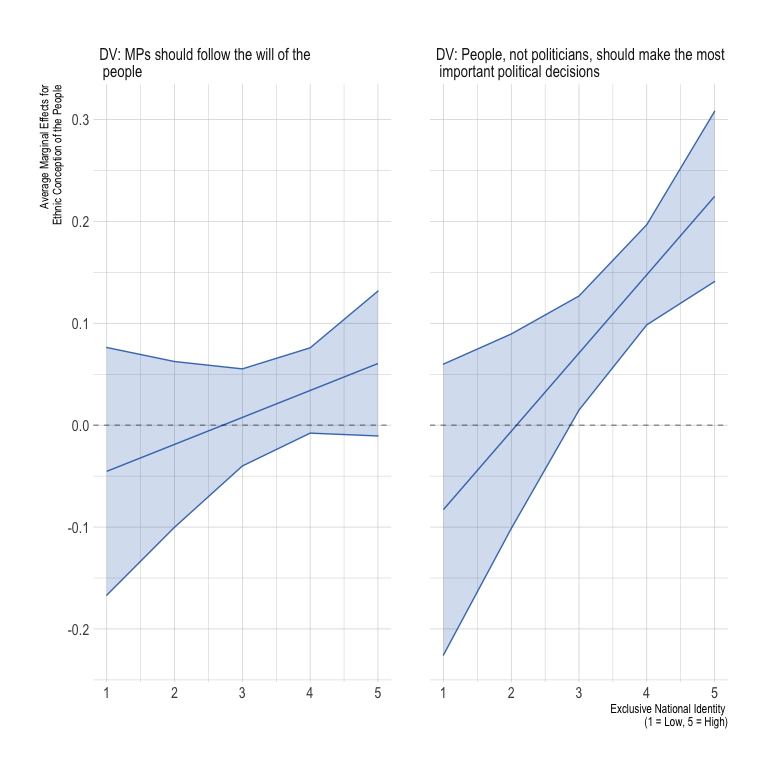 DV: MPs should follow the will of the
people
DV: People, not politicians, should make the most
important political decisions
Average Marginal Effects for
Ethnic Conception of the People
0.3
0.2
0.1
0.0
-0.1
-0.2
1 2 3 4 5
1 2 3 4 5
Exclusive National Identity
(1 = Low, 5 = High)